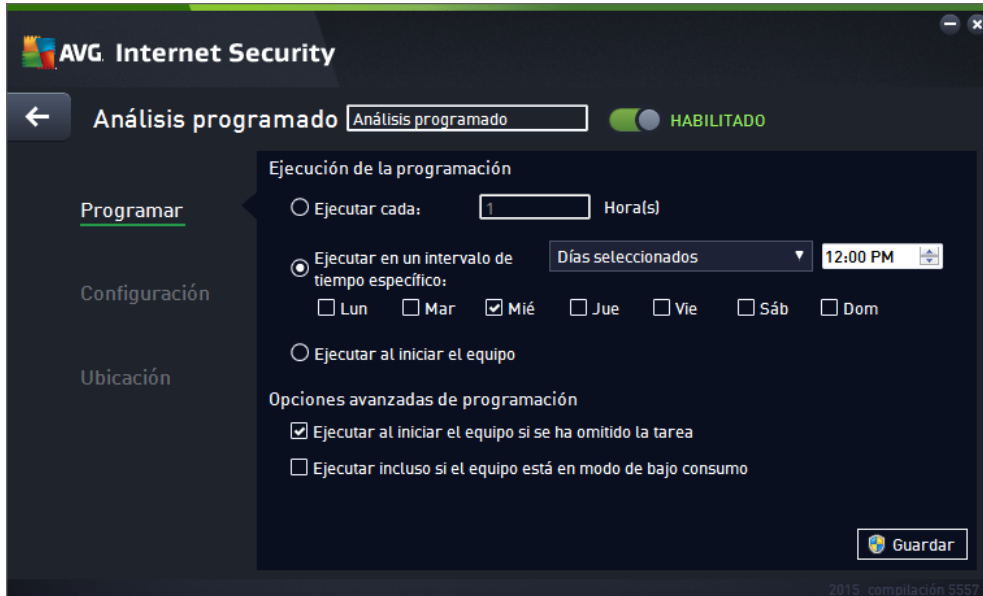 AVG. Internet Security
Análisis programado Análisis programado HABILITADO
Programar
Configuración
Ubicación
Ejecución de la programación
Ejecutar cada: 1 Hora(s)
Ejecutar en un intervalo de
tiempo específico:
Días seleccionados 12:00 PM
Lun Mar Mié Jue Vie Sáb Dom
Ejecutar al iniciar el equipo
Opciones avanzadas de programación
Ejecutar al iniciar el equipo si se ha omitido la tarea
Ejecutar incluso si el equipo está en modo de bajo consumo
Guardar
2015 compilación 5557